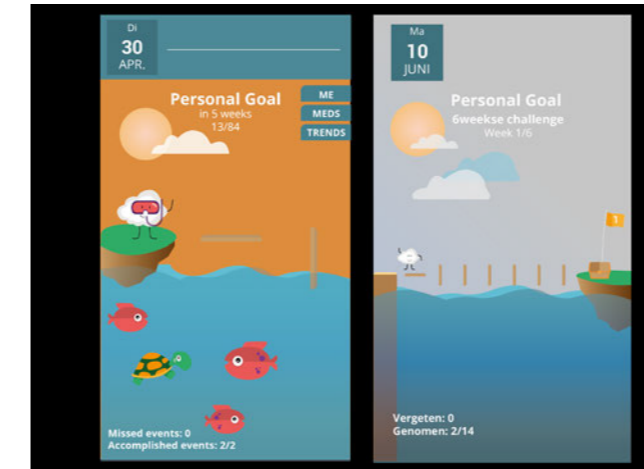 Di
30
APR.
Personal Goal
in 5 weeks
13/84
ME
MEDS
TRENDS
Missed events: 0
Accomplished events: 2/2
Ma
10
JUNI
Personal Goal
6weekse challenge
Week 1/6
3
Vergeten: 0
Genomen: 2/14